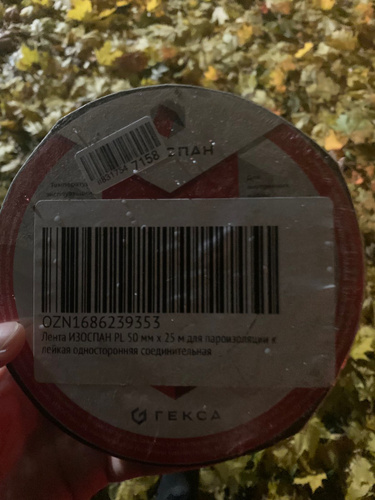 7158
СПАН
OZN1686239353
Лента ИЗОСПАН PL 50 мм x 25 м для пароизоляции к
лейкая односторонняя соединительная
ГЕКСА